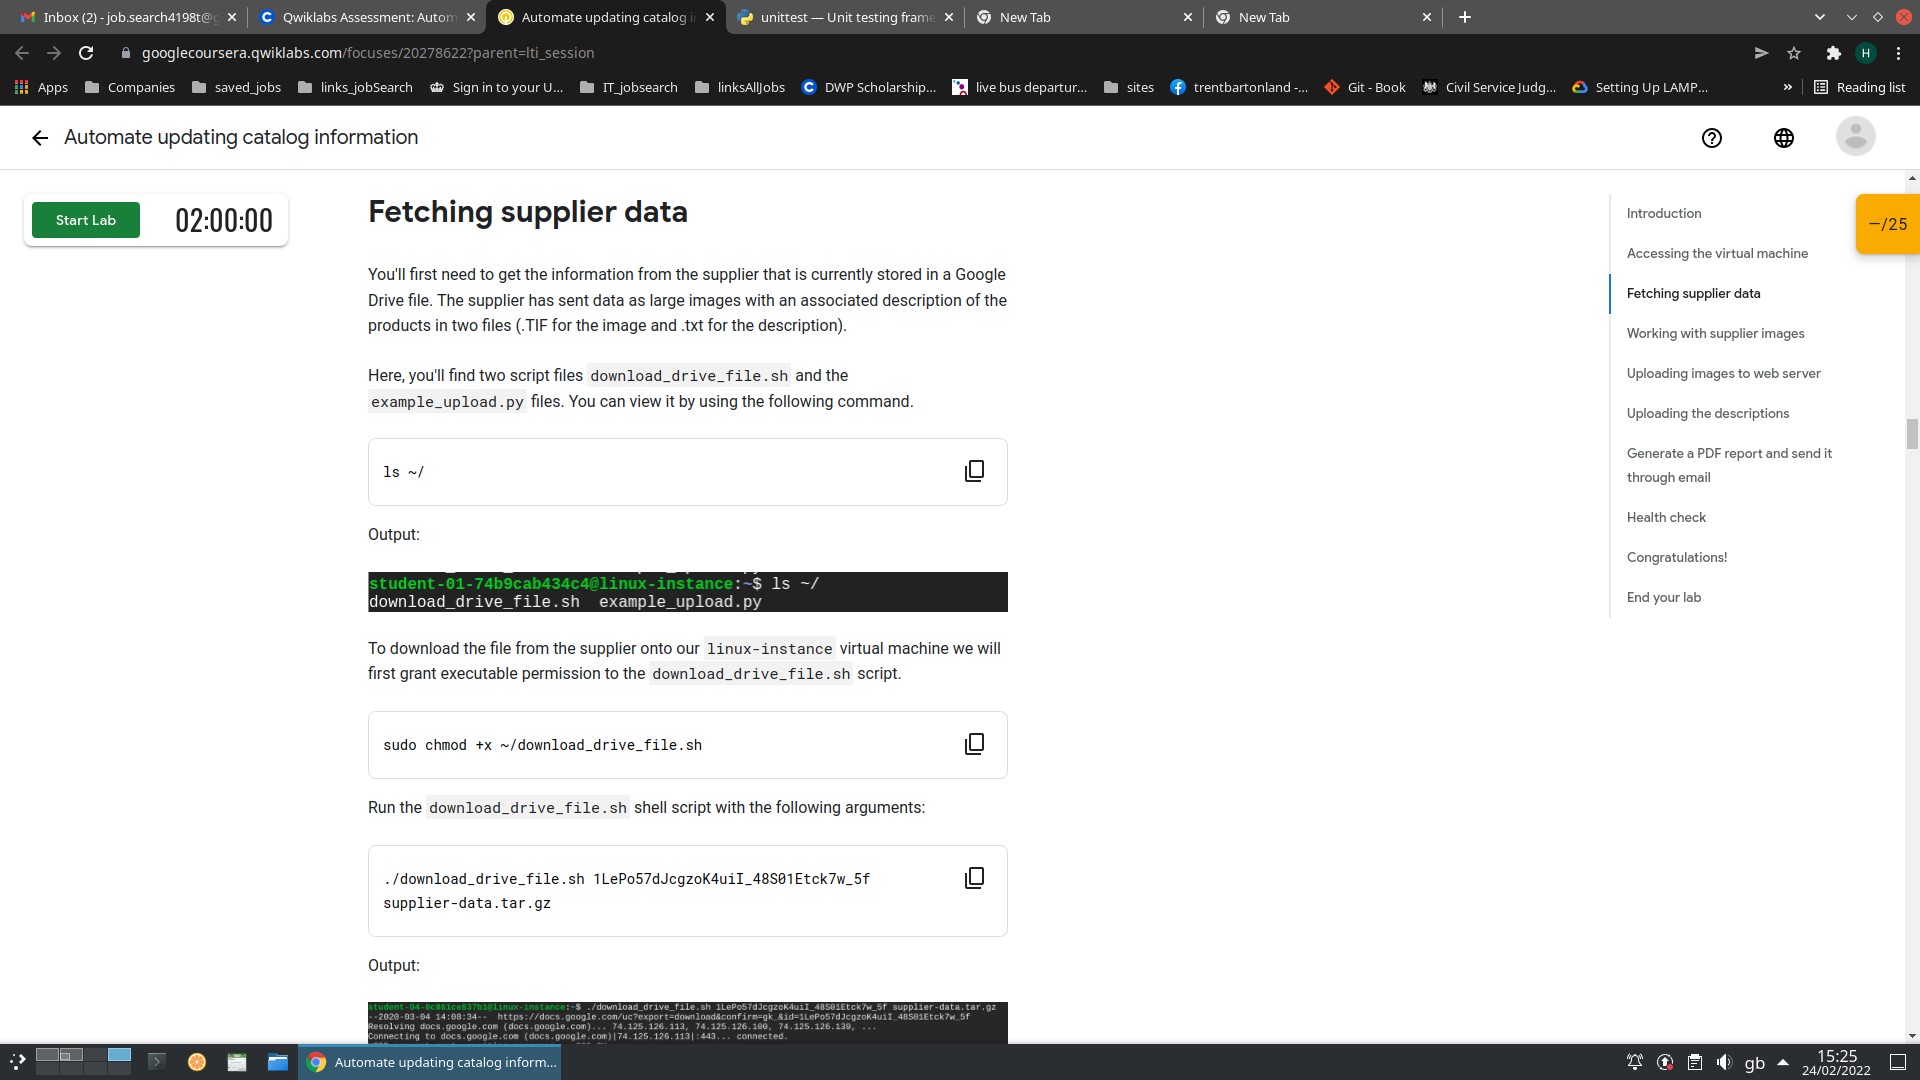 Inbox (2) - job.search4198t@g
Qwiklabs Assessment: Autom
Automate updating catalog i
unittest — Unit testing frame
New Tab
New Tab
googlecoursera.qwiklabs.com/focuses/20278622?parent=lti_session
H
Apps
Companies
saved_jobs
links_jobSearch
Sign in to your U...
IT_jobsearch
linksAllJobs
DWP Scholarship...
live bus departur...
sites
trentbartonland -...
Git - Book
Civil Service Judg...
Setting Up LAMP...
»
Reading list
Automate updating catalog information
Start Lab
02:00:00
Fetching supplier data
You'll first need to get the information from the supplier that is currently stored in a Google
Drive file. The supplier has sent data as large images with an associated description of the
products in two files (.TIF for the image and .txt for the description).
Here, you'll find two script files download_drive_file.sh and the
example_upload.py files. You can view it by using the following command.
ls ~/
Output:
student-01-74b9cab434c4@linux-instance:~$ ls ~/
download_drive_file.sh example_upload.py
To download the file from the supplier onto our linux-instance virtual machine we will
first grant executable permission to the download_drive_file.sh script.
sudo chmod +x ~/download_drive_file.sh
Run the download_drive_file.sh shell script with the following arguments:
./download_drive_file.sh 1LePo57dJcgzoK4uiI_48S01Etck7w_5f
supplier-data.tar.gz
Output:
student-04-0c861ce837b1@linux-instance:~$ ./download_drive_file.sh 1LePo57dJcgzoK4uiI_48S01Etck7w_5f supplier-data.tar.gz
--2020-03-04 14:08:34-- https://docs.google.com/uc?export=download&confirm=gk_&id=1LePo57dJcgzoK4uiI_48S01Etck7w_5f
Resolving docs.google.com (docs.google.com)... 74.125.126.113, 74.125.126.100, 74.125.126.139, ...
Connecting to docs.google.com (docs.google.com)|74.125.126.113|:443... connected.
Introduction
Accessing the virtual machine
Fetching supplier data
Working with supplier images
Uploading images to web server
Uploading the descriptions
Generate a PDF report and send it
through email
Health check
Congratulations!
End your lab
—/25
Automate updating catalog inform...
gb
15:25
24/02/2022